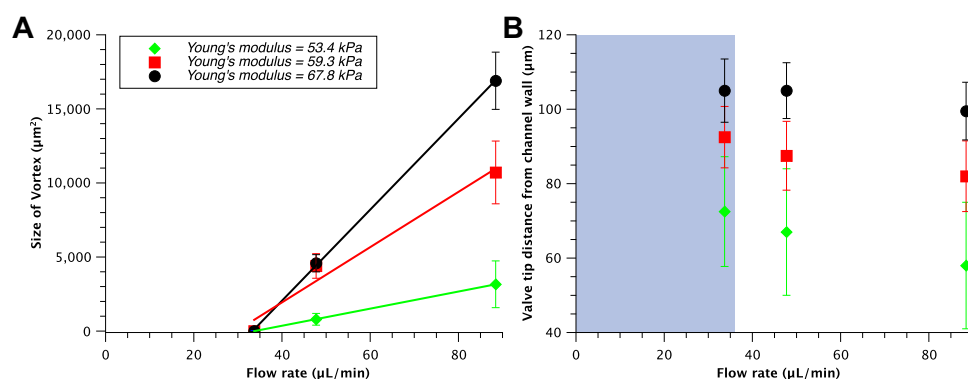 A
Size of Vortex (µm²)
20,000
15,000
10,000
5,000
0
Young's modulus = 53.4 kPa
Young's modulus = 59.3 kPa
Young's modulus = 67.8 kPa
0 20 40 60 80
Flow rate (µL/min)
B
Valve tip distance from channel wall (µm)
120
100
80
60
40
0 20 40 60 80
Flow rate (µL/min)